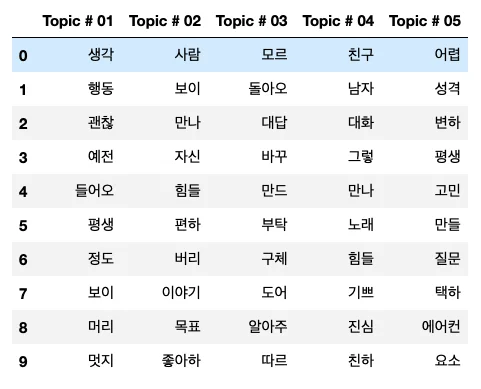 Topic # 01 Topic # 02 Topic # 03 Topic # 04 Topic # 05
0 생각 사람 모르 친구 어렵
1 행동 보이 돌아오 남자 성격
2 괜찮 만나 대답 대화 변하
3 예전 자신 바꾸 그렇 평생
4 들어오 힘들 만드 만나 고민
5 평생 편하 부탁 노래 만들
6 정도 버리 구체 힘들 질문
7 보이 이야기 도어 기쁘 택하
8 머리 목표 알아주 진심 에어컨
9 멋지 좋아하 따르 친하 요소